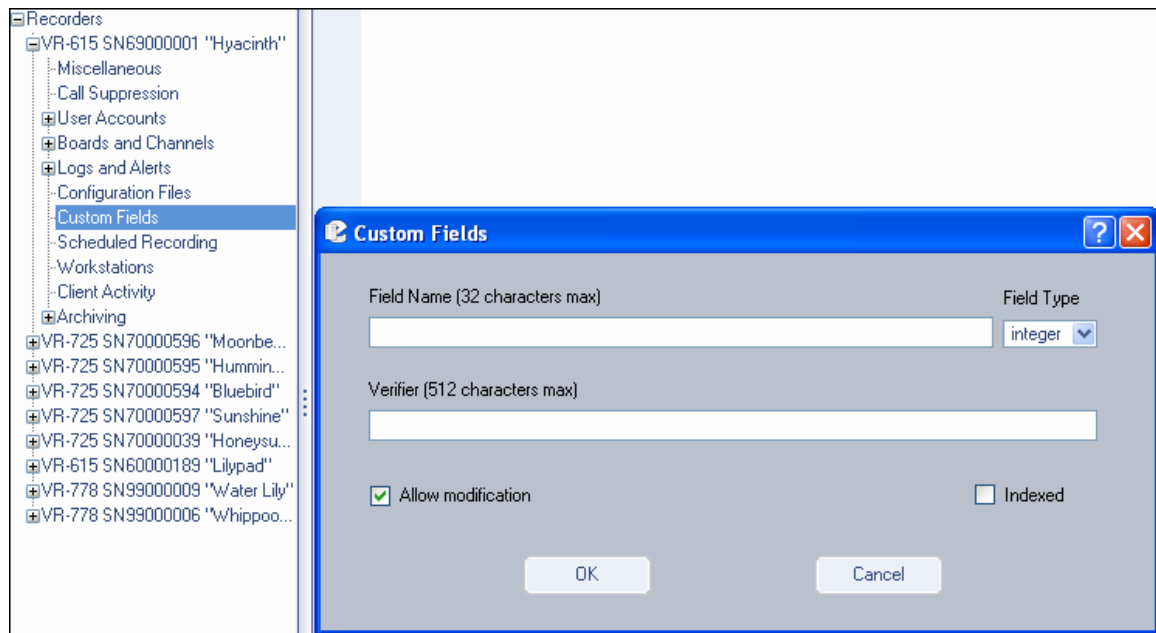 Recorders
VR-615 SN69000001 "Hyacinth"
Miscellaneous
Call Suppression
User Accounts
Boards and Channels
Logs and Alerts
Configuration Files
Custom Fields
Scheduled Recording
Workstations
Client Activity
Archiving
VR-725 SN70000596 "Moonbe...
VR-725 SN70000595 "Hummin...
VR-725 SN70000594 "Bluebird"
VR-725 SN70000597 "Sunshine"
VR-725 SN70000039 "Honeysu...
VR-615 SN60000189 "Lilypad"
VR-778 SN99000009 "Water Lily"
VR-778 SN99000006 "Whippoo...
Custom Fields
Field Name (32 characters max)
Field Type
integer
Verifier (512 characters max)
Allow modification
Indexed
OK
Cancel